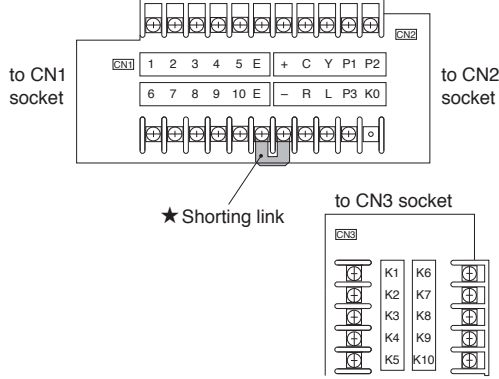 CN2
CN1 1 2 3 4 5 E + C Y P1 P2
to CN1 socket
to CN2 socket
6 7 8 9 10 E – R L P3 K0
★ Shorting link
to CN3 socket
CN3
K1 K6
K2 K7
K3 K8
K4 K9
K5 K10